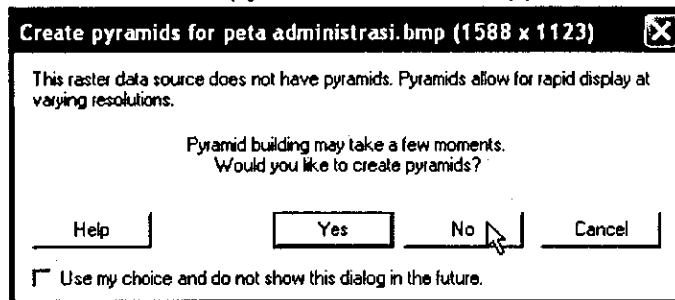 Create pyramids for peta administrasi.bmp (1588 x 1123)
This raster data source does not have pyramids. Pyramids allow for rapid display at
varying resolutions.
Pyramid building may take a few moments.
Would you like to create pyramids?
Help Yes No Cancel
Use my choice and do not show this dialog in the future.